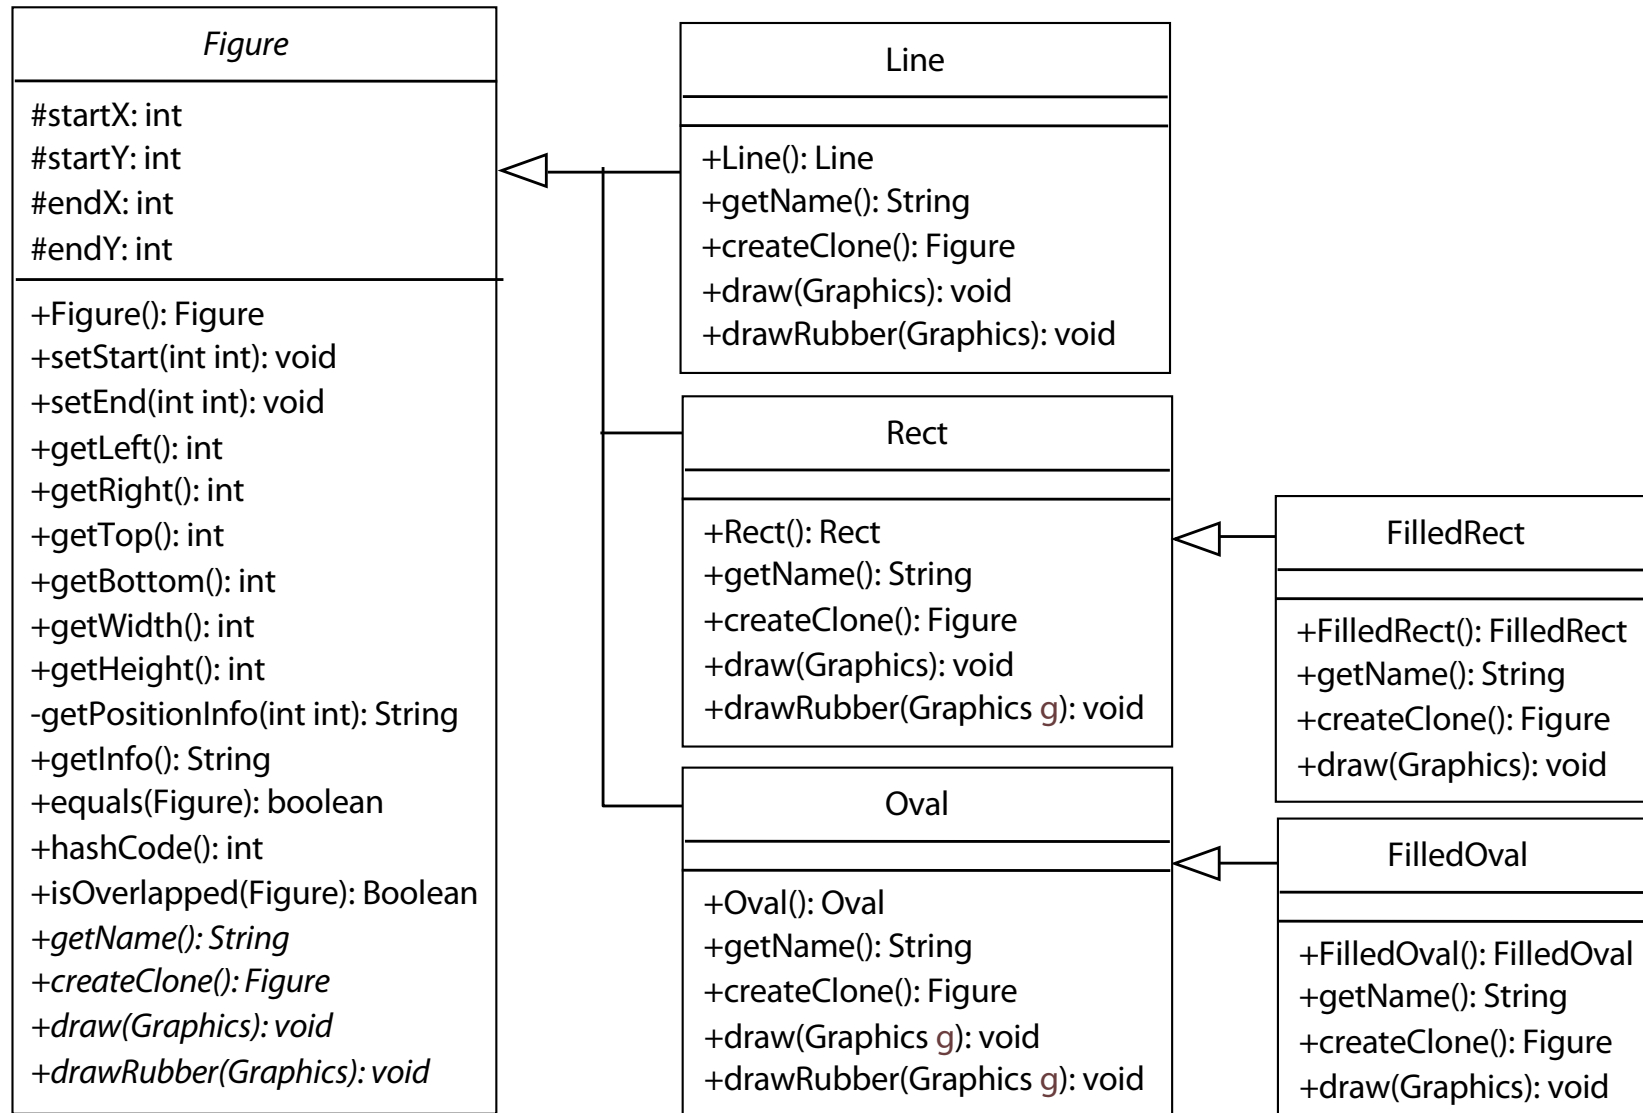 Figure
#startX: int
#startY: int
#endX: int
#endY: int
+Figure(): Figure
+setStart(int int): void
+setEnd(int int): void
+getLeft(): int
+getRight(): int
+getTop(): int
+getBottom(): int
+getWidth(): int
+getHeight(): int
-getPositionInfo(int int): String
+getInfo(): String
+equals(Figure): boolean
+hashCode(): int
+isOverlapped(Figure): Boolean
+getName(): String
+createClone(): Figure
+draw(Graphics): void
+drawRubber(Graphics): void
Line
+Line(): Line
+getName(): String
+createClone(): Figure
+draw(Graphics): void
+drawRubber(Graphics): void
Rect
+Rect(): Rect
+getName(): String
+createClone(): Figure
+draw(Graphics): void
+drawRubber(Graphics g): void
Oval
+Oval(): Oval
+getName(): String
+createClone(): Figure
+draw(Graphics g): void
+drawRubber(Graphics g): void
FilledRect
+FilledRect(): FilledRect
+getName(): String
+createClone(): Figure
+draw(Graphics): void
FilledOval
+FilledOval(): FilledOval
+getName(): String
+createClone(): Figure
+draw(Graphics): void